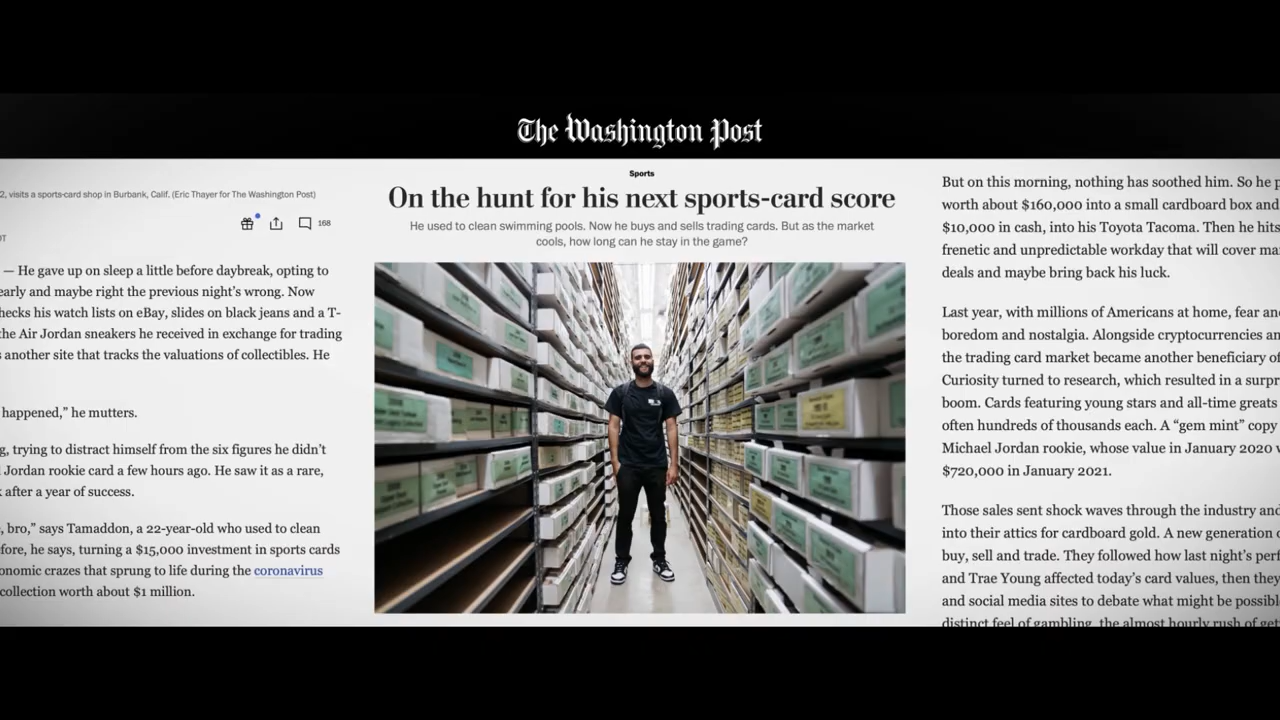 The Washington Post
2, visits a sports-card shop in Burbank, Calif. (Eric Thayer for The Washington Post)
168
— He gave up on sleep a little before daybreak, opting to
early and maybe right the previous night’s wrong. Now
hecks his watch lists on eBay, slides on black jeans and a T-
the Air Jordan sneakers he received in exchange for trading
s another site that tracks the valuations of collectibles. He
happened,” he mutters.
g, trying to distract himself from the six figures he didn’t
l Jordan rookie card a few hours ago. He saw it as a rare,
k after a year of success.
e, bro,” says Tamaddon, a 22-year-old who used to clean
fore, he says, turning a $15,000 investment in sports cards
onomic crazes that sprung to life during the coronavirus
collection worth about $1 million.
Sports
On the hunt for his next sports-card score
He used to clean swimming pools. Now he buys and sells trading cards. But as the market
cools, how long can he stay in the game?
But on this morning, nothing has soothed him. So he p
worth about $160,000 into a small cardboard box and
$10,000 in cash, into his Toyota Tacoma. Then he hits
frenetic and unpredictable workday that will cover ma
deals and maybe bring back his luck.
Last year, with millions of Americans at home, fear an
boredom and nostalgia. Alongside cryptocurrencies an
the trading card market became another beneficiary of
Curiosity turned to research, which resulted in a surpr
boom. Cards featuring young stars and all-time greats
often hundreds of thousands each. A “gem mint” copy
Michael Jordan rookie, whose value in January 2020 w
$720,000 in January 2021.
Those sales sent shock waves through the industry and
into their attics for cardboard gold. A new generation o
buy, sell and trade. They followed how last night’s perf
and Trae Young affected today’s card values, then they
and social media sites to debate what might be possible
distinct feel of gambling, the almost hourly rush of get